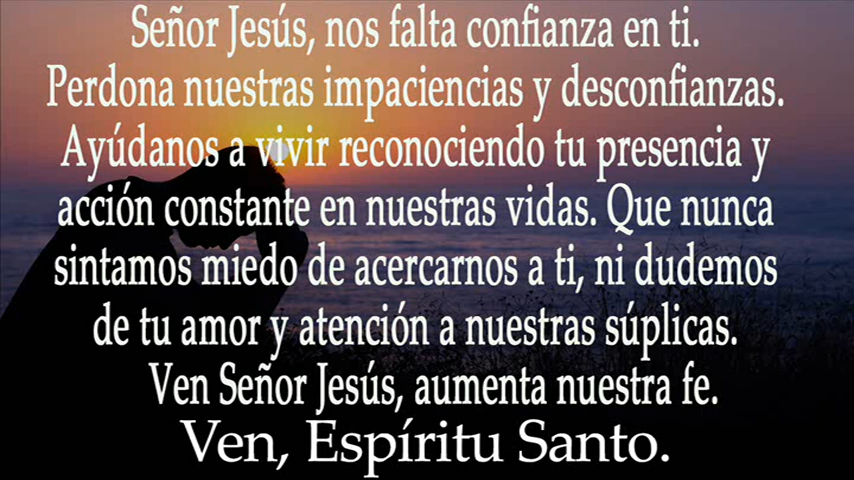 Señor Jesús, nos falta confianza en ti.
Perdona nuestras impaciencias y desconfianzas.
Ayúdanos a vivir reconociendo tu presencia y
acción constante en nuestras vidas. Que nunca
sintamos miedo de acercarnos a ti, ni dudemos
de tu amor y atención a nuestras súplicas.
Ven Señor Jesús, aumenta nuestra fe.
Ven, Espíritu Santo.